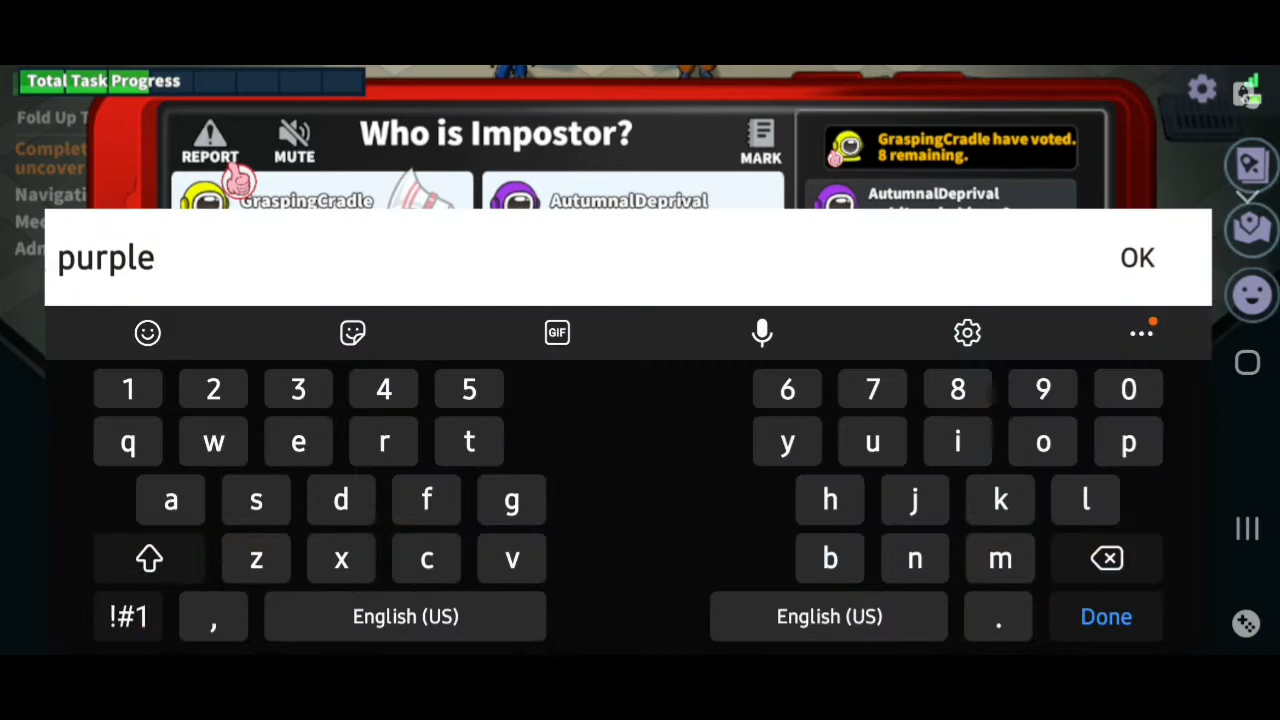 Total Task Progress
Fold Up T
Complet
uncover
Navigati
Me
Adn
REPORT
MUTE
Who is Impostor?
MARK
GraspingCradle
AutumnalDeprival
GraspingCradle have voted.
8 remaining.
AutumnalDeprival
purple
OK
GIF
1 2 3 4 5 6 7 8 9 0
q w e r t y u i o p
a s d f g h j k l
z x c v b n m
!#1 , English (US) English (US) . Done